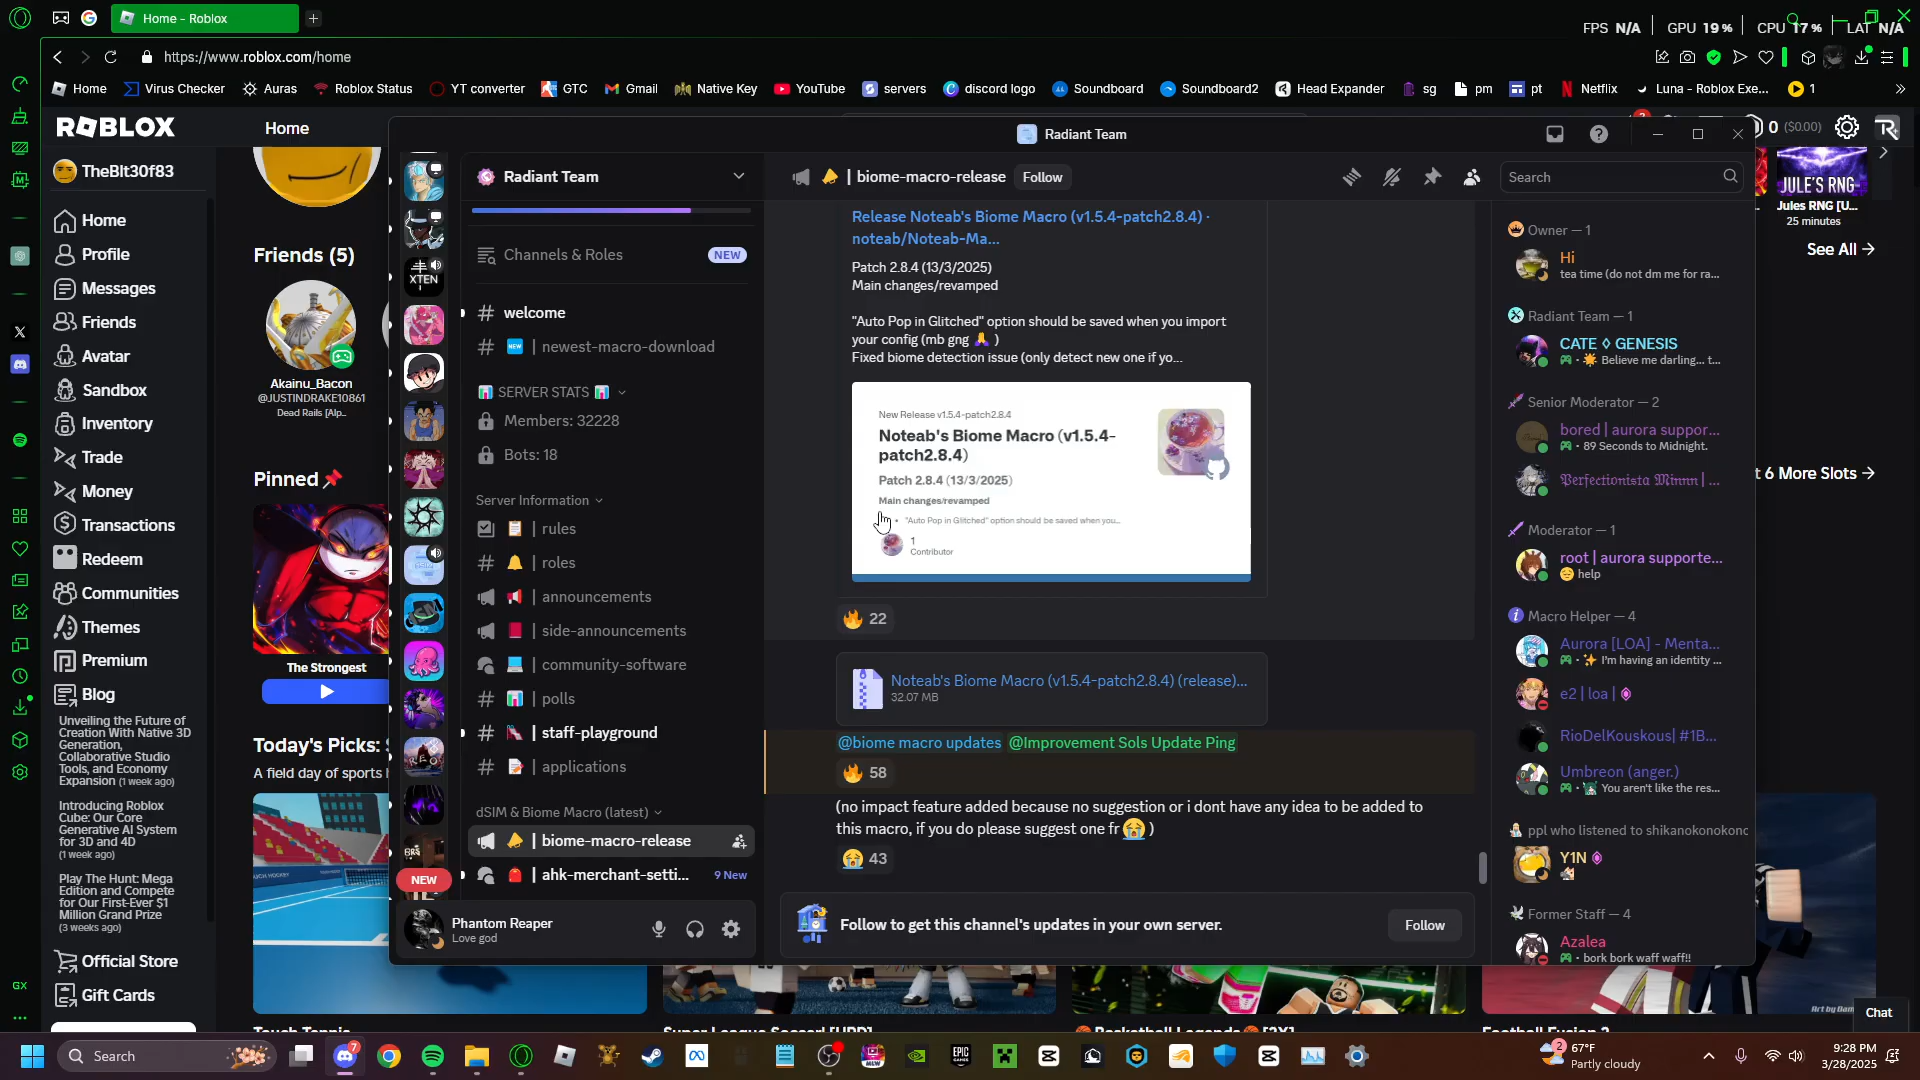 Home - Roblox
FPS N/A
GPU 19 %
CPU 17 %
LAT N/A
https://www.roblox.com/home
Home
Virus Checker
Auras
Roblox Status
YT converter
GTC
Gmail
Native Key
YouTube
servers
discord logo
Soundboard
Soundboard2
Head Expander
sg
pm
pt
Netflix
Luna - Roblox Exe...
1
ROBLOX
Home
0 ($0.00)
TheBlt30f83
Home
Profile
Messages
Friends
Avatar
Sandbox
Inventory
Trade
Money
Transactions
Redeem
Communities
Themes
Premium
Blog
Unveiling the Future of
Creation With Native 3D
Generation,
Collaborative Studio
Tools, and Economy
Expansion (1 week ago)
Introducing Roblox
Cube: Our Core
Generative AI System
for 3D and 4D
(1 week ago)
Play The Hunt: Mega
Edition and Compete
for Our First-Ever $1
Million Grand Prize
(3 weeks ago)
Official Store
Gift Cards
Friends (5)
Akainu_Bacon
@JUSTINDRAKE10861
Dead Rails [Alp...
Pinned 📌
The Strongest
Today's Picks: S
A field day of sports
Touch Tennis
Super League Soccer! [UPD]
🏀Basketball Legends🏀[2X]
Football Fusion 2
JULE'S RNG
Jules RNG [U...
25 minutes
See All →
t 6 More Slots →
Art by Gam
Chat
Radiant Team
XTEN
NEW
Radiant Team
Channels & Roles
NEW
welcome
🆕 | newest-macro-download
📊 SERVER STATS 📊
Members: 32228
Bots: 18
Server Information
📋 | rules
🔔 | roles
📢 | announcements
📕 | side-announcements
💻 | community-software
📊 | polls
🛝 | staff-playground
📝 | applications
dSIM & Biome Macro (latest)
| biome-macro-release
| ahk-merchant-setti...
9 New
Phantom Reaper
Love god
| biome-macro-release
Follow
Search
Release Noteab's Biome Macro (v1.5.4-patch2.8.4) ·
noteab/Noteab-Ma...
Patch 2.8.4 (13/3/2025)
Main changes/revamped
"Auto Pop in Glitched" option should be saved when you import
your config (mb gng 🙏 )
Fixed biome detection issue (only detect new one if yo...
New Release v1.5.4-patch2.8.4
Noteab's Biome Macro (v1.5.4-
patch2.8.4)
Patch 2.8.4 (13/3/2025)
Main changes/revamped
• "Auto Pop in Glitched" option should be saved when you...
1
Contributor
🔥 22
Noteab's Biome Macro (v1.5.4-patch2.8.4) (release)...
32.07 MB
@biome macro updates @Improvement Sols Update Ping
🔥 58
(no impact feature added because no suggestion or i dont have any idea to be added to
this macro, if you do please suggest one fr 😭 )
😭 43
Follow to get this channel's updates in your own server.
Follow
Owner — 1
Hi
tea time (do not dm me for ra...
Radiant Team — 1
CATE ◊ GENESIS
Believe me darling... t...
Senior Moderator — 2
bored | aurora suppor...
89 Seconds to Midnight.
𝔓𝔢𝔯𝔣𝔢𝔠𝔱𝔦𝔬𝔫𝔦𝔰𝔱𝔞 | ...
Moderator — 1
root | aurora supporte...
help
Macro Helper — 4
Aurora [LOA] - Menta...
I'm having an identity ...
e2 | loa |
RioDelKouskous| #1B...
Umbreon (anger.)
You aren't like the res...
ppl who listened to shikanokonokono
Y1N
Former Staff — 4
Azalea
bork bork waff waff!!
GX
Search
7
2
67°F
Partly cloudy
9:28 PM
3/28/2025